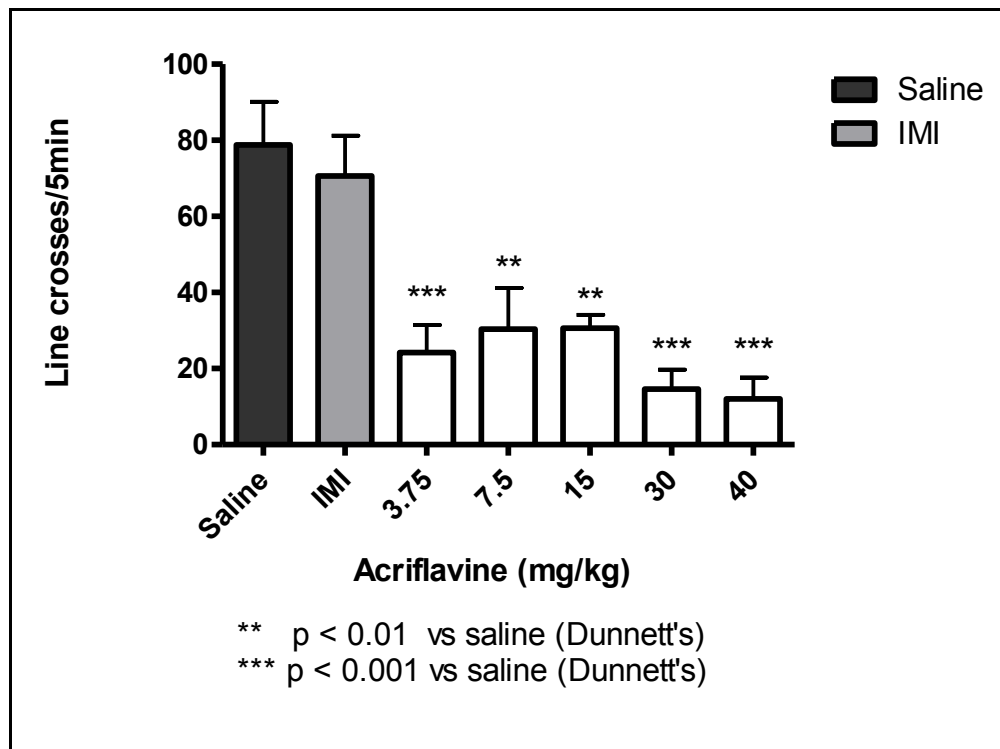 100
80
60
40
20
0
Line crosses/5min
Saline
IMI
***
**
**
***
***
Saline
IMI
3.75
7.5
15
30
40
Acriflavine (mg/kg)
** p < 0.01 vs saline (Dunnett's)
*** p < 0.001 vs saline (Dunnett's)